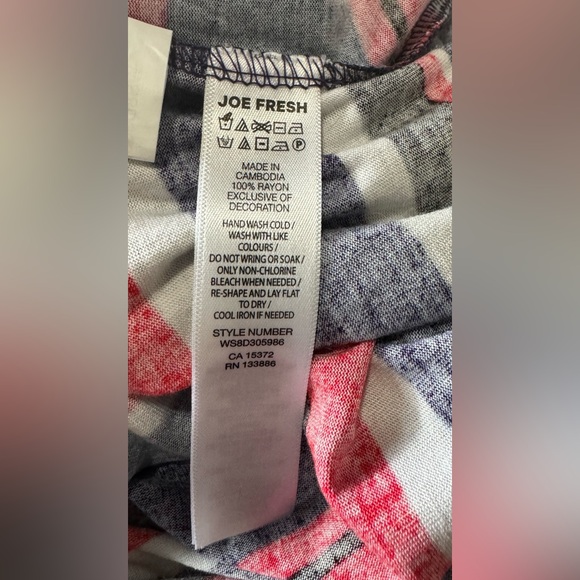 JOE FRESH
P
MADE IN
CAMBODIA
100% RAYON
EXCLUSIVE OF
DECORATION
HAND WASH COLD /
WASH WITH LIKE
COLOURS /
DO NOT WRING OR SOAK /
ONLY NON-CHLORINE
BLEACH WHEN NEEDED /
RE-SHAPE AND LAY FLAT
TO DRY /
COOL IRON IF NEEDED
STYLE NUMBER
WS8D305986
CA 15372
RN 133886